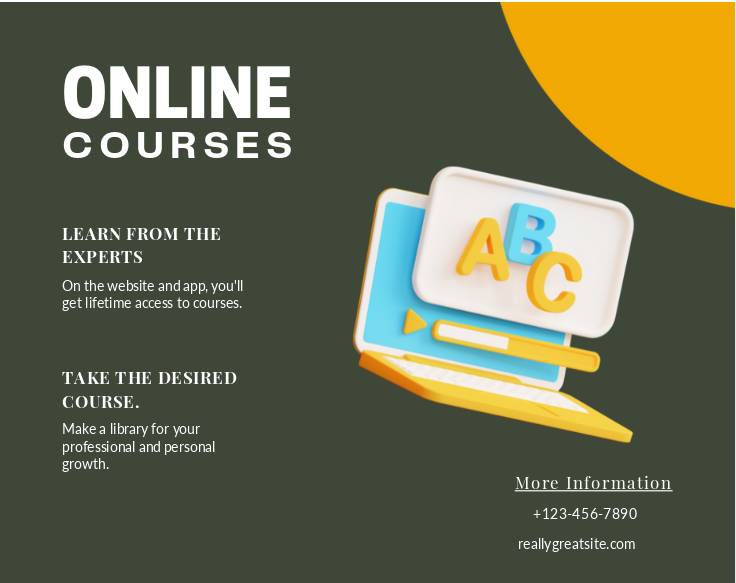 ONLINE
COURSES
LEARN FROM THE
EXPERTS
On the website and app, you'll
get lifetime access to courses.
TAKE THE DESIRED
COURSE.
Make a library for your
professional and personal
growth.
A B C
More Information
+123-456-7890
reallygreatsite.com